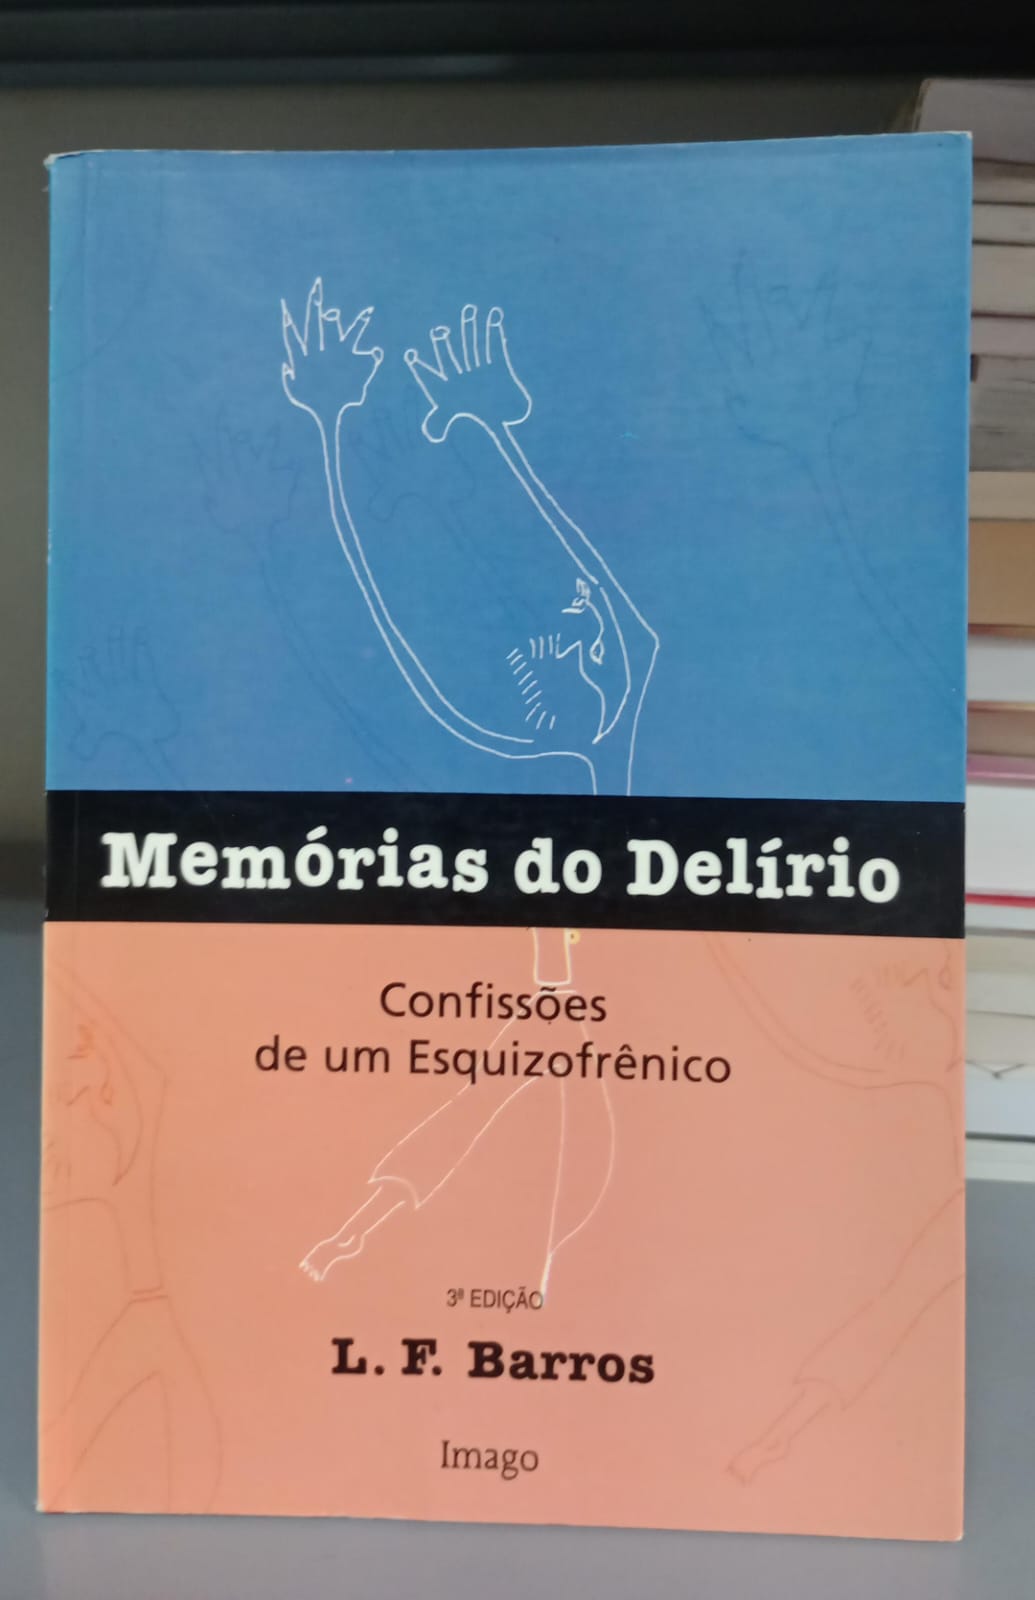 Memórias do Delírio
Confissões
de um Esquizofrênico
3ª EDIÇÃO
L. F. Barros
Imago